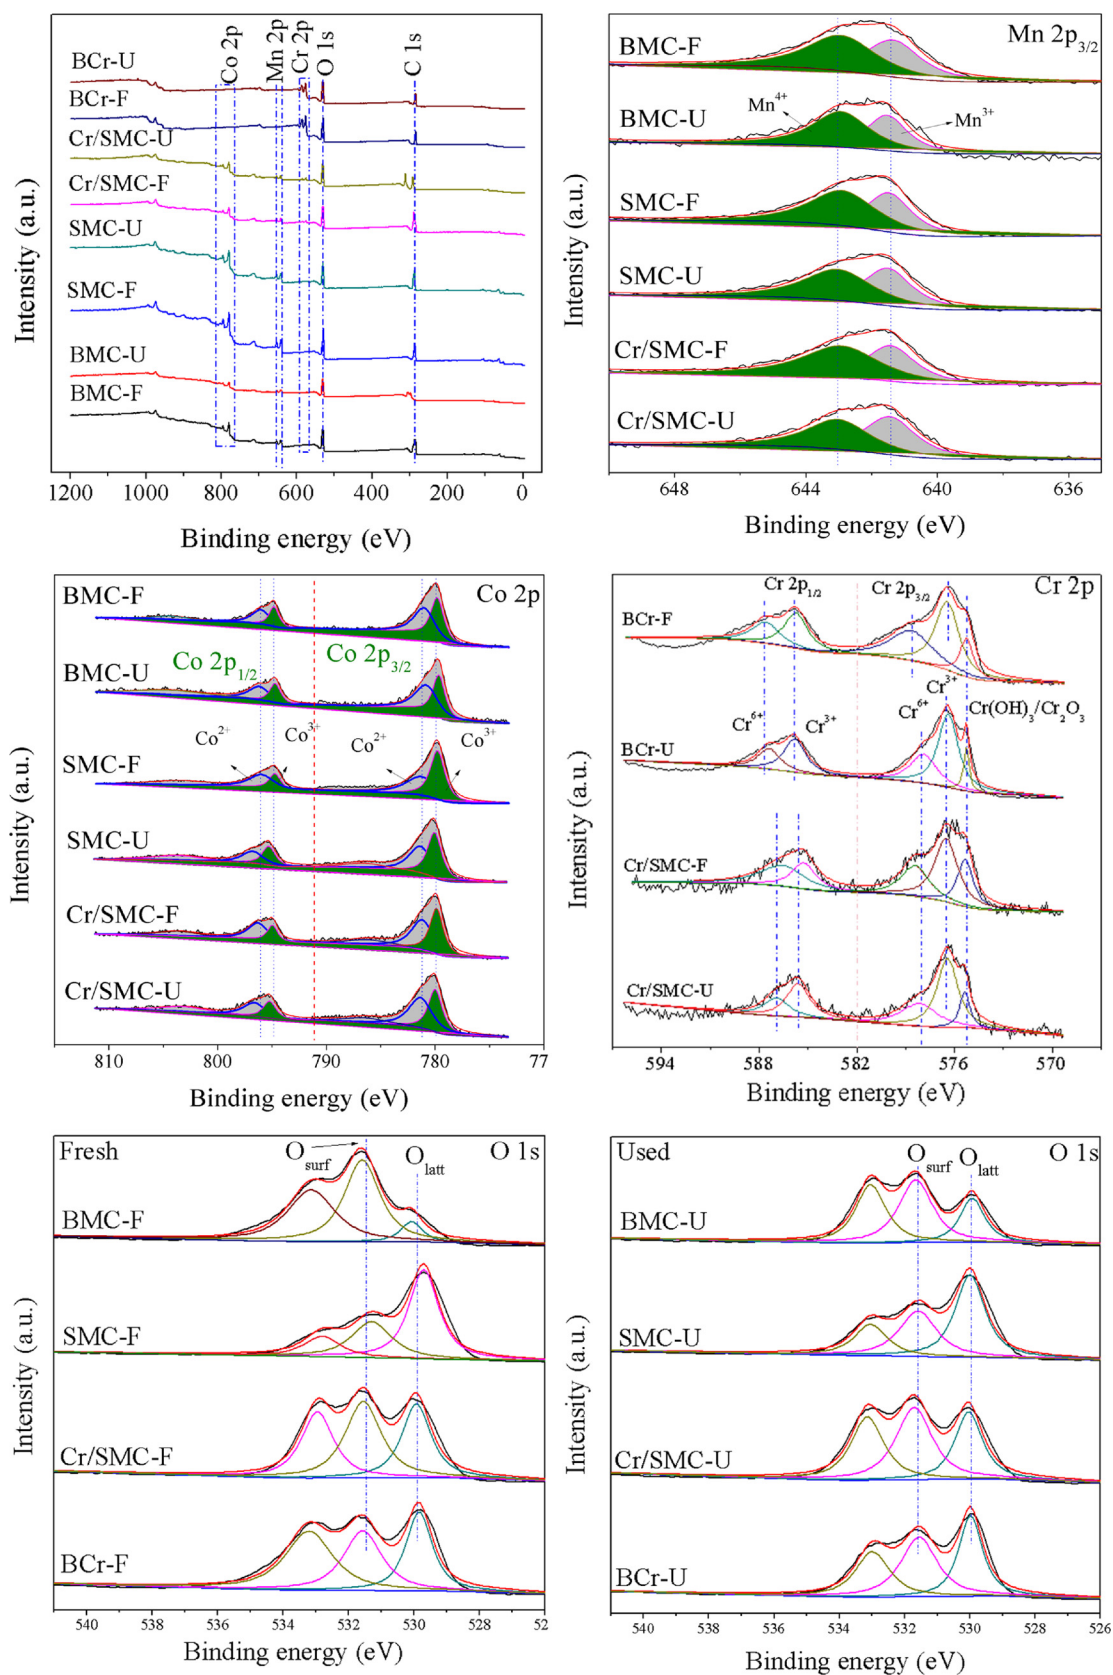 BCr-U
BCr-F
Cr/SMC-U
Cr/SMC-F
SMC-U
SMC-F
BMC-U
BMC-F
Co 2p
Mn 2p
Cr 2p
O 1s
C 1s
Intensity (a.u.)
1200 1000 800 600 400 200 0
Binding energy (eV)
Mn 2p3/2
BMC-F
BMC-U
Mn4+
Mn3+
SMC-F
SMC-U
Cr/SMC-F
Cr/SMC-U
Intensity (a.u.)
648 644 640 636
Binding energy (eV)
Co 2p
BMC-F
BMC-U
Co 2p1/2
Co 2p3/2
SMC-F
Co2+
Co3+
Co2+
Co3+
SMC-U
Cr/SMC-F
Cr/SMC-U
Intensity (a.u.)
810 800 790 780 77
Binding energy (eV)
Cr 2p1/2
Cr 2p3/2
Cr 2p
BCr-F
BCr-U
Cr6+
Cr3+
Cr6+
Cr3+
Cr(OH)3/Cr2O3
Cr/SMC-F
Cr/SMC-U
Intensity (a.u.)
594 588 582 576 570
Binding energy (eV)
Fresh
Osurf
Olatt
O 1s
BMC-F
SMC-F
Cr/SMC-F
BCr-F
Intensity (a.u.)
540 538 536 534 532 530 528 52
Binding energy (eV)
Used
Osurf
Olatt
O 1s
BMC-U
SMC-U
Cr/SMC-U
BCr-U
Intensity (a.u.)
540 538 536 534 532 530 528 526
Binding energy (eV)